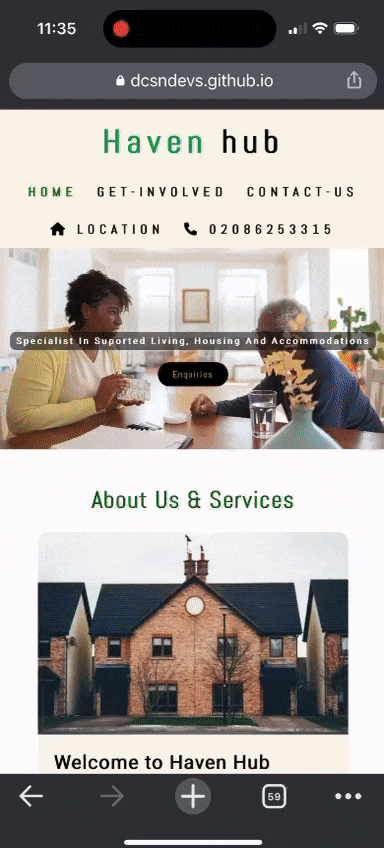 11:35
dcsndevs.github.io
Haven hub
HOME GET-INVOLVED CONTACT-US
LOCATION 02086253315
Specialist In Suported Living, Housing And Accommodations
Enquiries
About Us & Services
Welcome to Haven Hub
59